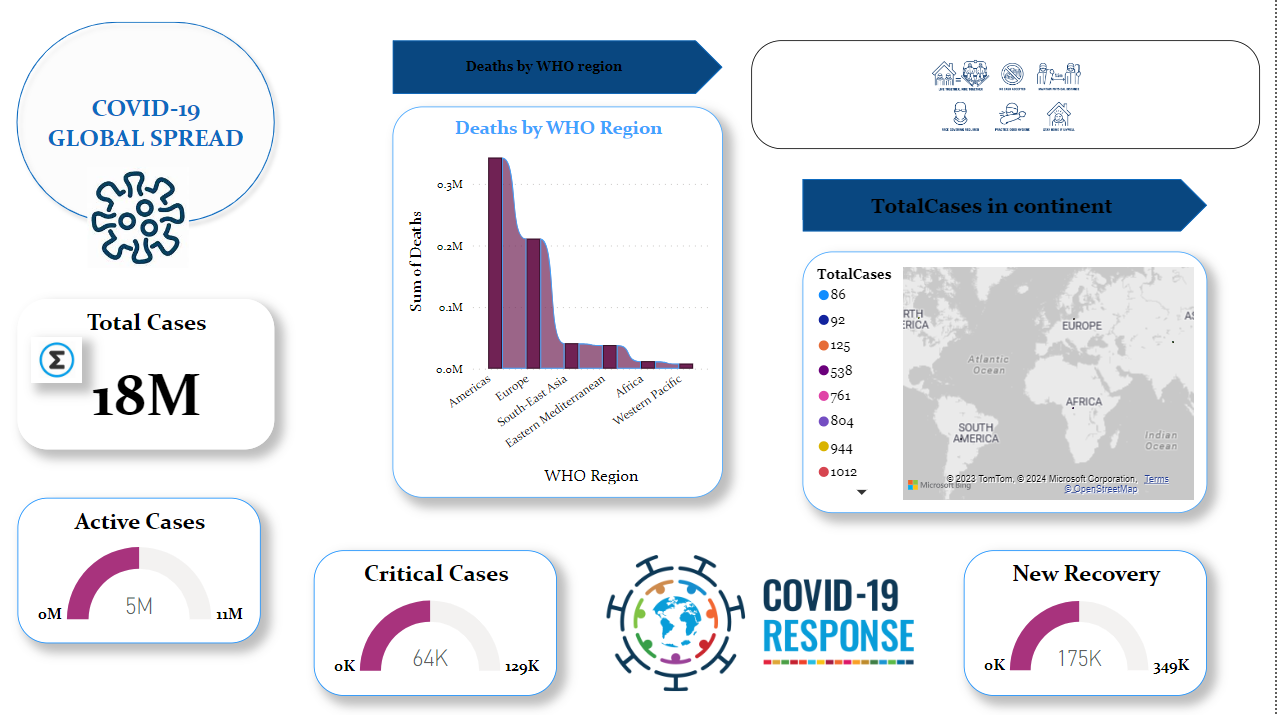 COVID-19
GLOBAL SPREAD
Total Cases
Σ
18M
Active Cases
5M
0M
11M
Deaths by WHO region
Deaths by WHO Region
Sum of Deaths
0.3M
0.2M
0.1M
0.0M
Americas
Europe
South-East Asia
Eastern Mediterranean
Africa
Western Pacific
WHO Region
TotalCases in continent
TotalCases
86
92
125
538
761
804
944
1012
RTH
ERICA
EUROPE
AS
Atlantic
Ocean
AFRICA
SOUTH
AMERICA
Indian
Ocean
© 2023 TomTom, © 2024 Microsoft Corporation, Terms
Microsoft Bing
© OpenStreetMap
Critical Cases
64K
0K
129K
COVID-19
RESPONSE
New Recovery
175K
0K
349K